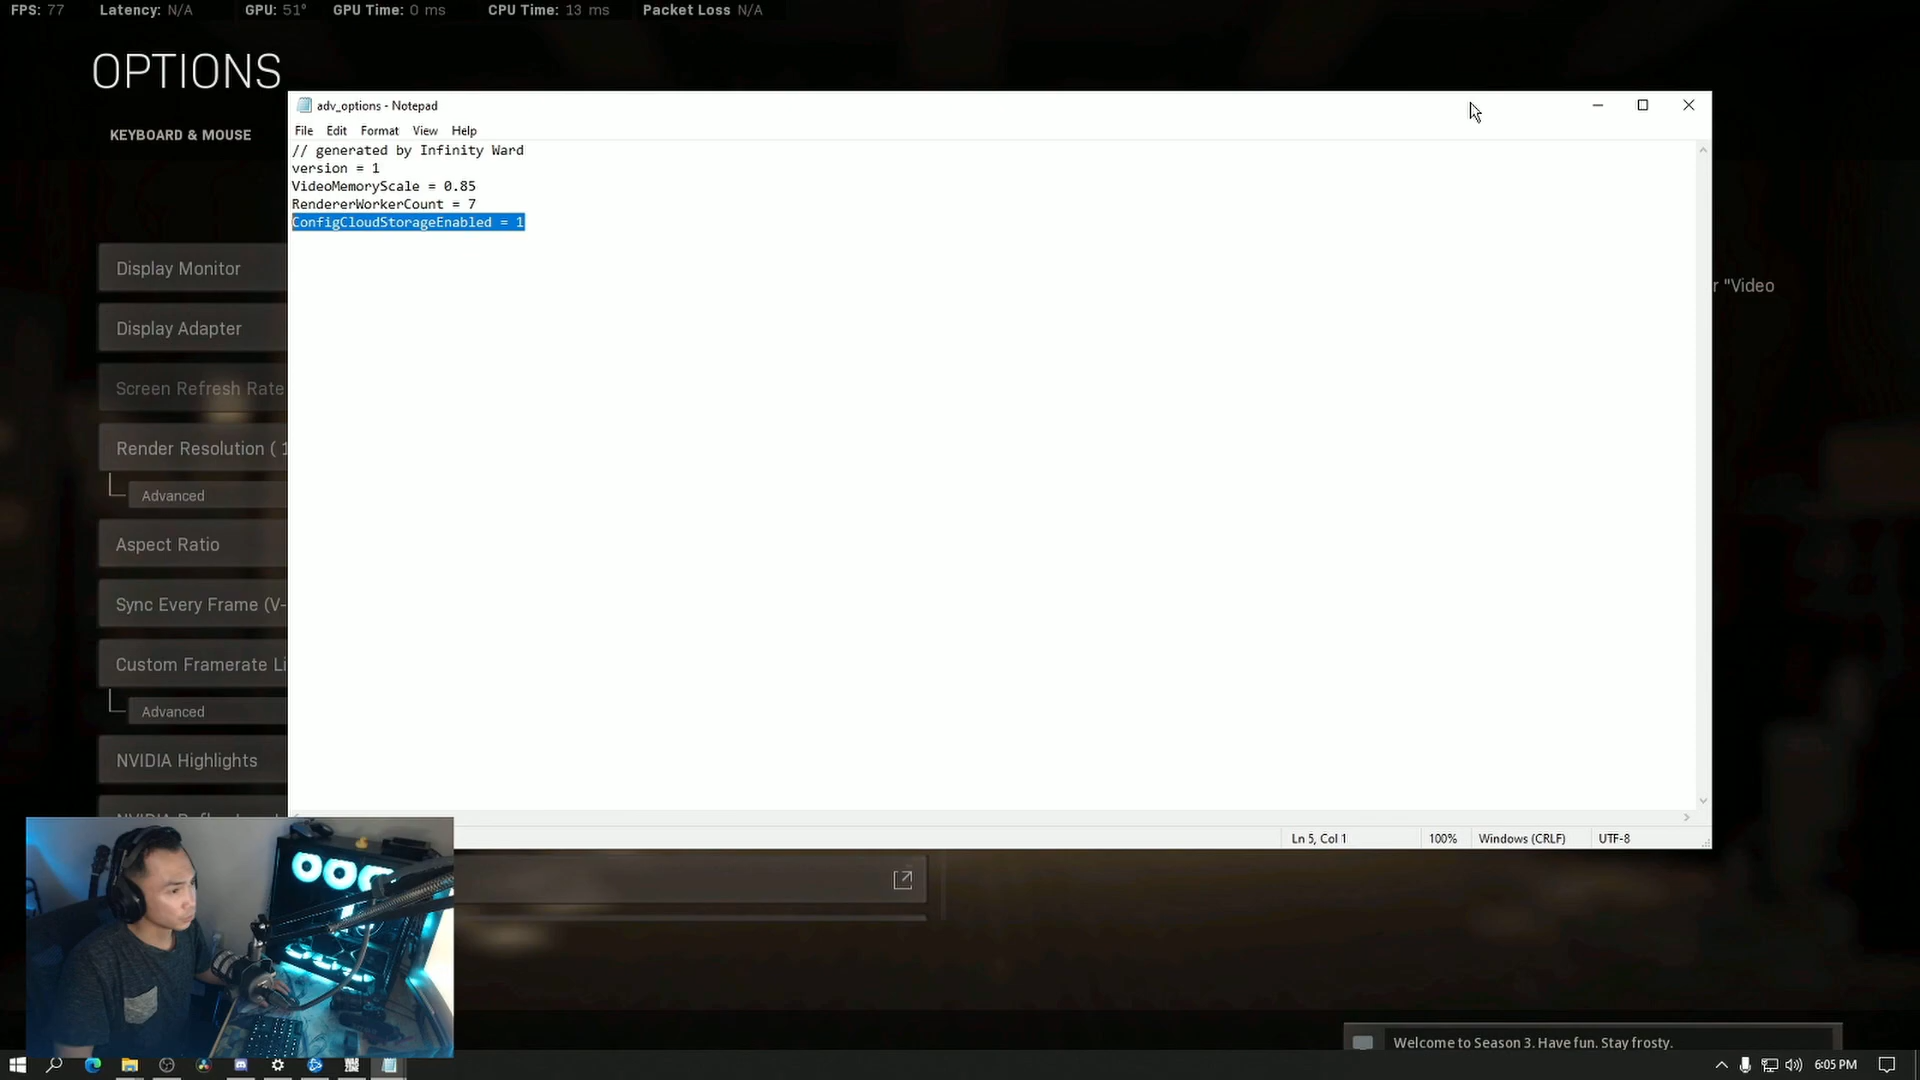 FPS: 77 Latency: N/A GPU: 51° GPU Time: 0 ms CPU Time: 13 ms Packet Loss N/A
OPTIONS
adv_options - Notepad
KEYBOARD & MOUSE
File Edit Format View Help
// generated by Infinity Ward
version = 1
VideoMemoryScale = 0.85
RendererWorkerCount = 7
ConfigCloudStorageEnabled = 1
Display Monitor
r "Video
Display Adapter
Screen Refresh Rate
Render Resolution ( 1
Advanced
Aspect Ratio
Sync Every Frame (V-
Custom Framerate Li
Advanced
NVIDIA Highlights
Ln 5, Col 1 100% Windows (CRLF) UTF-8
Welcome to Season 3. Have fun. Stay frosty.
6:05 PM